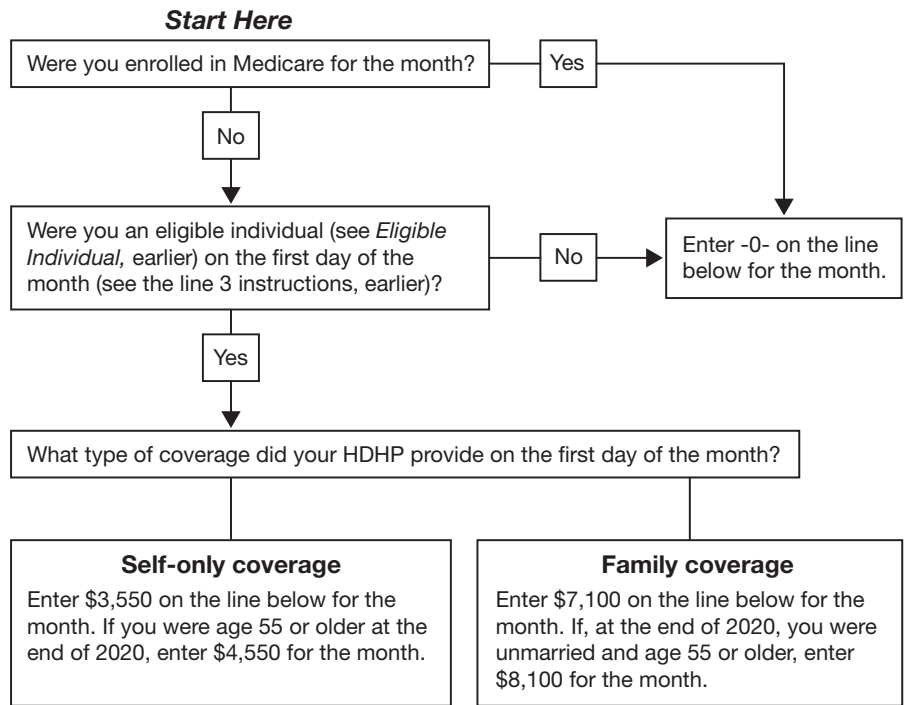 Start Here
Were you enrolled in Medicare for the month?
Yes
No
Were you an eligible individual (see Eligible
Individual, earlier) on the first day of the
month (see the line 3 instructions, earlier)?
No
Enter -0- on the line
below for the month.
Yes
What type of coverage did your HDHP provide on the first day of the month?
Self-only coverage
Enter $3,550 on the line below for the
month. If you were age 55 or older at the
end of 2020, enter $4,550 for the month.
Family coverage
Enter $7,100 on the line below for the
month. If, at the end of 2020, you were
unmarried and age 55 or older, enter
$8,100 for the month.